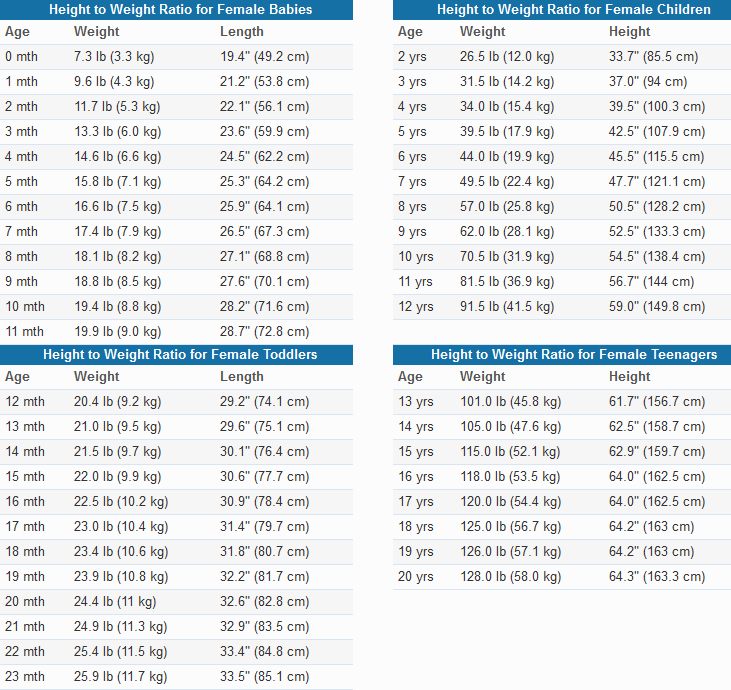 Height to Weight Ratio for Female Babies
Age Weight Length
0 mth 7.3 lb (3.3 kg) 19.4" (49.2 cm)
1 mth 9.6 lb (4.3 kg) 21.2" (53.8 cm)
2 mth 11.7 lb (5.3 kg) 22.1" (56.1 cm)
3 mth 13.3 lb (6.0 kg) 23.6" (59.9 cm)
4 mth 14.6 lb (6.6 kg) 24.5" (62.2 cm)
5 mth 15.8 lb (7.1 kg) 25.3" (64.2 cm)
6 mth 16.6 lb (7.5 kg) 25.9" (64.1 cm)
7 mth 17.4 lb (7.9 kg) 26.5" (67.3 cm)
8 mth 18.1 lb (8.2 kg) 27.1" (68.8 cm)
9 mth 18.8 lb (8.5 kg) 27.6" (70.1 cm)
10 mth 19.4 lb (8.8 kg) 28.2" (71.6 cm)
11 mth 19.9 lb (9.0 kg) 28.7" (72.8 cm)
Height to Weight Ratio for Female Toddlers
Age Weight Length
12 mth 20.4 lb (9.2 kg) 29.2" (74.1 cm)
13 mth 21.0 lb (9.5 kg) 29.6" (75.1 cm)
14 mth 21.5 lb (9.7 kg) 30.1" (76.4 cm)
15 mth 22.0 lb (9.9 kg) 30.6" (77.7 cm)
16 mth 22.5 lb (10.2 kg) 30.9" (78.4 cm)
17 mth 23.0 lb (10.4 kg) 31.4" (79.7 cm)
18 mth 23.4 lb (10.6 kg) 31.8" (80.7 cm)
19 mth 23.9 lb (10.8 kg) 32.2" (81.7 cm)
20 mth 24.4 lb (11 kg) 32.6" (82.8 cm)
21 mth 24.9 lb (11.3 kg) 32.9" (83.5 cm)
22 mth 25.4 lb (11.5 kg) 33.4" (84.8 cm)
23 mth 25.9 lb (11.7 kg) 33.5" (85.1 cm)
Height to Weight Ratio for Female Children
Age Weight Height
2 yrs 26.5 lb (12.0 kg) 33.7" (85.5 cm)
3 yrs 31.5 lb (14.2 kg) 37.0" (94 cm)
4 yrs 34.0 lb (15.4 kg) 39.5" (100.3 cm)
5 yrs 39.5 lb (17.9 kg) 42.5" (107.9 cm)
6 yrs 44.0 lb (19.9 kg) 45.5" (115.5 cm)
7 yrs 49.5 lb (22.4 kg) 47.7" (121.1 cm)
8 yrs 57.0 lb (25.8 kg) 50.5" (128.2 cm)
9 yrs 62.0 lb (28.1 kg) 52.5" (133.3 cm)
10 yrs 70.5 lb (31.9 kg) 54.5" (138.4 cm)
11 yrs 81.5 lb (36.9 kg) 56.7" (144 cm)
12 yrs 91.5 lb (41.5 kg) 59.0" (149.8 cm)
Height to Weight Ratio for Female Teenagers
Age Weight Height
13 yrs 101.0 lb (45.8 kg) 61.7" (156.7 cm)
14 yrs 105.0 lb (47.6 kg) 62.5" (158.7 cm)
15 yrs 115.0 lb (52.1 kg) 62.9" (159.7 cm)
16 yrs 118.0 lb (53.5 kg) 64.0" (162.5 cm)
17 yrs 120.0 lb (54.4 kg) 64.0" (162.5 cm)
18 yrs 125.0 lb (56.7 kg) 64.2" (163 cm)
19 yrs 126.0 lb (57.1 kg) 64.2" (163 cm)
20 yrs 128.0 lb (58.0 kg) 64.3" (163.3 cm)